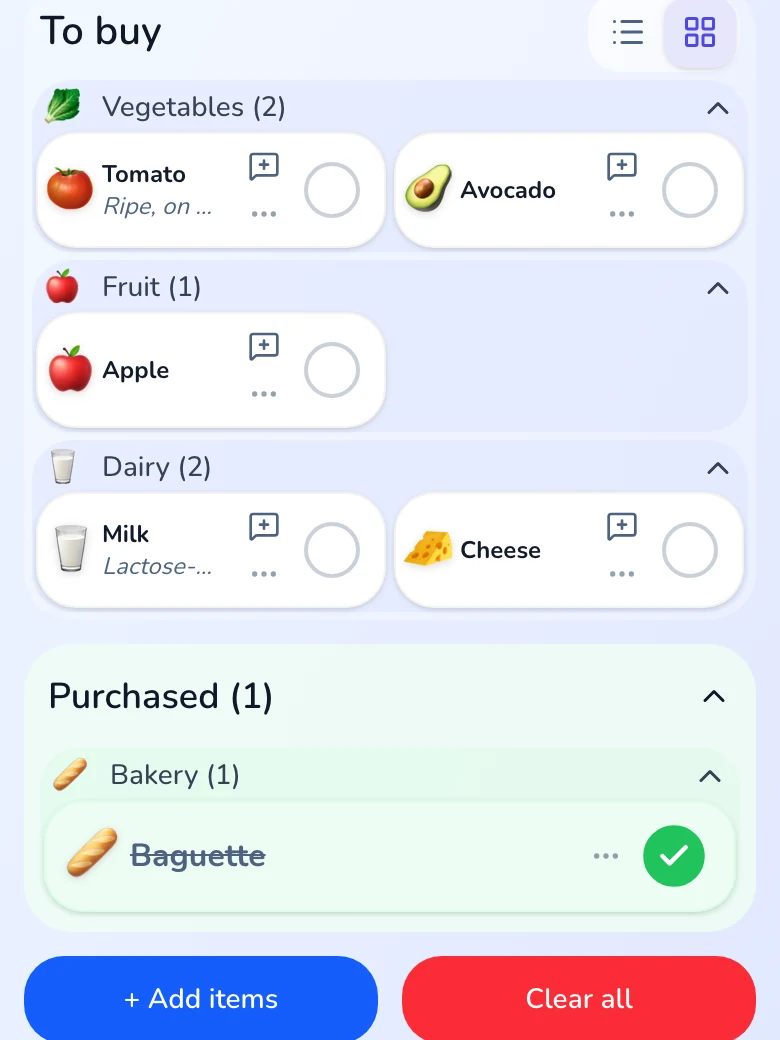 To buy
Vegetables (2)
Tomato
Ripe, on ...
Avocado
Fruit (1)
Apple
Dairy (2)
Milk
Lactose-...
Cheese
Purchased (1)
Bakery (1)
Baguette
+ Add items
Clear all